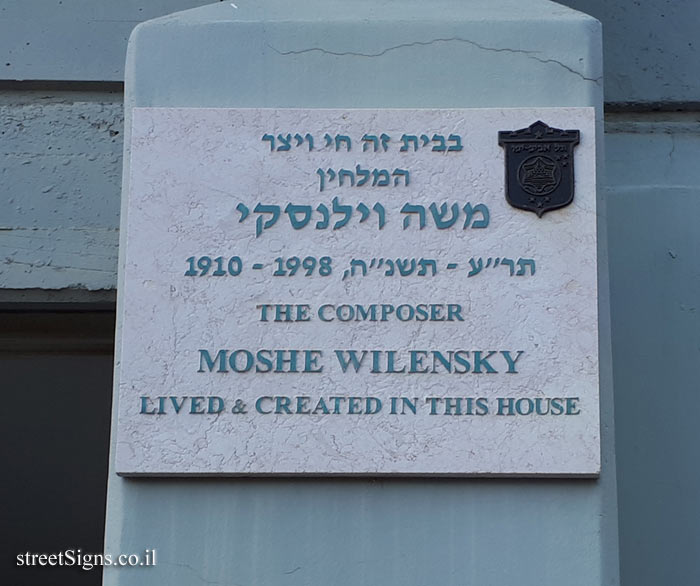 בבית זה חי ויצר
המלחין
משה וילנסקי
תר״ע - תשנ״ח, 1998 - 1910
THE COMPOSER
MOSHE WILENSKY
LIVED & CREATED IN THIS HOUSE
streetSigns.co.il